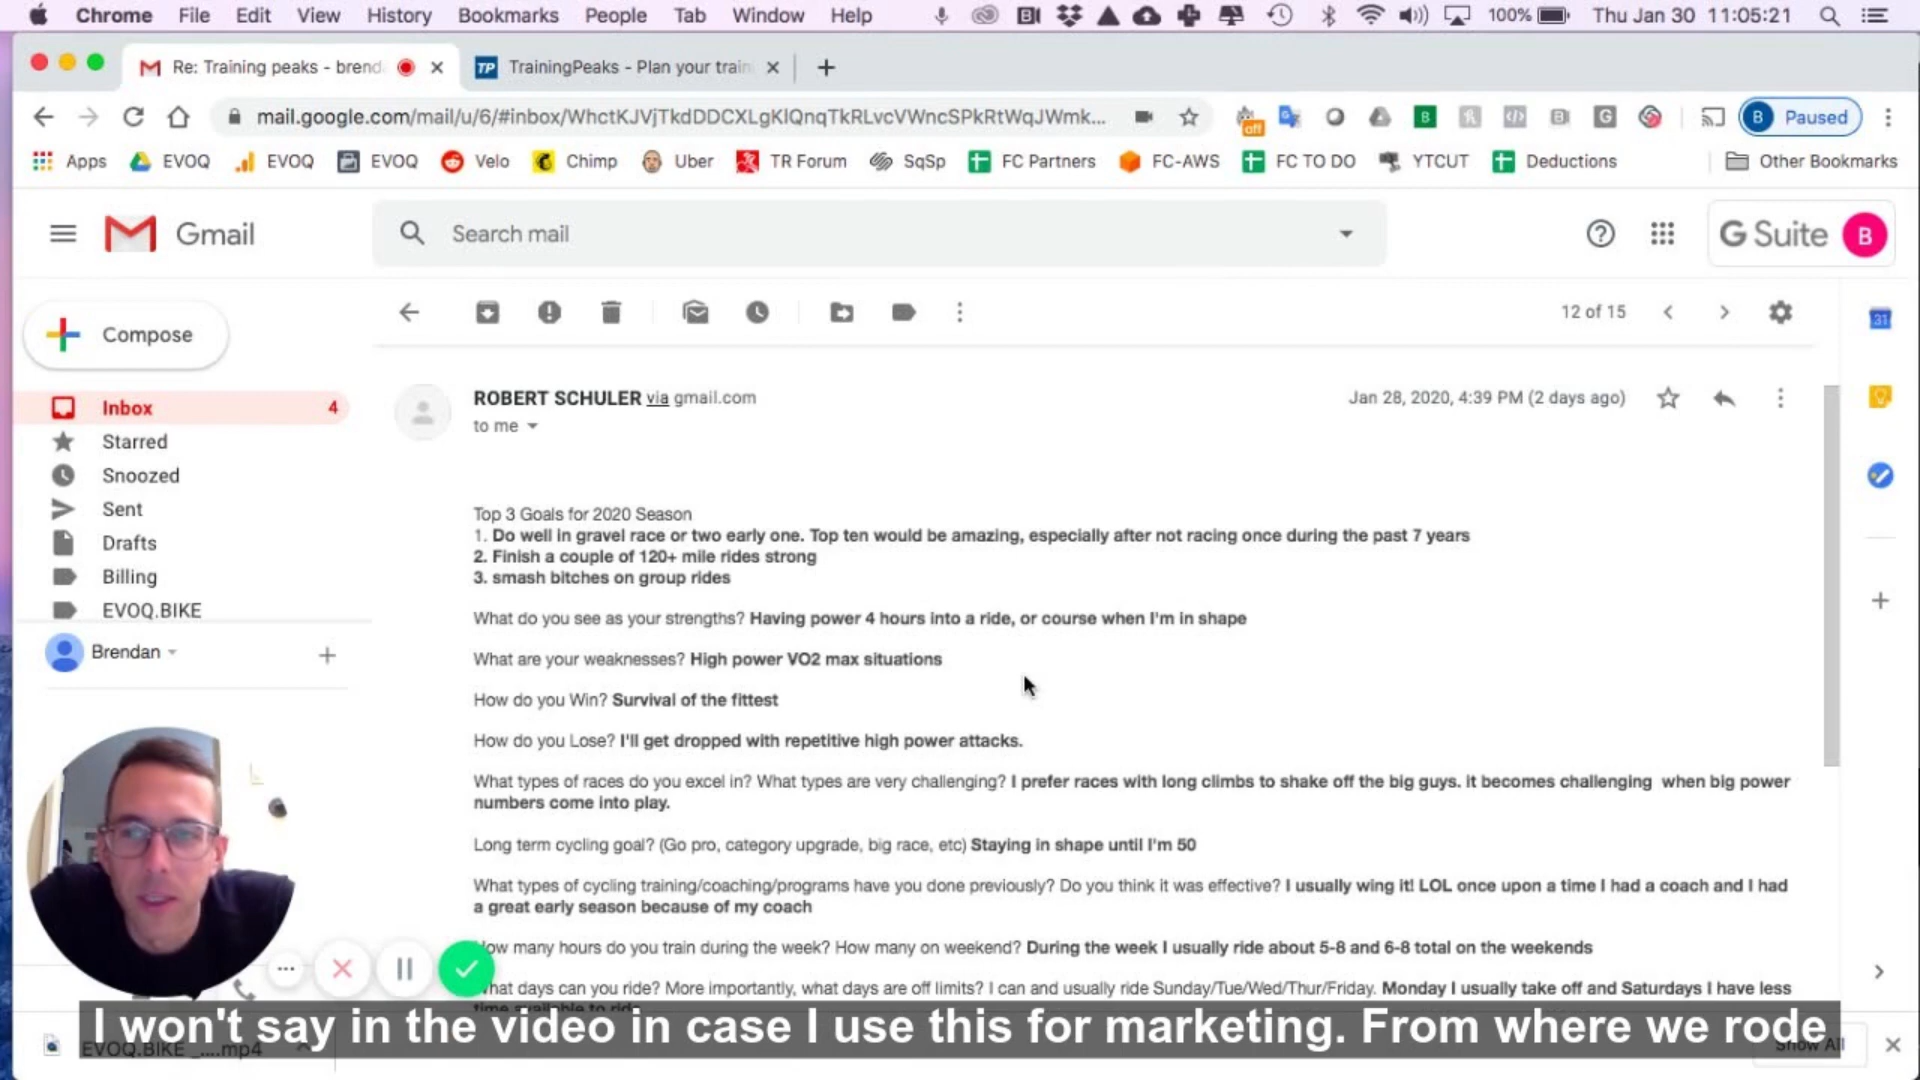 Chrome File Edit View History Bookmarks People Tab Window Help 100% Thu Jan 30 11:05:21
Re: Training peaks - brend TrainingPeaks - Plan your train
mail.google.com/mail/u/6/#inbox/WhctKJVjTkdDDCXLgKlQnqTkRLvcVWncSPkRtWqJWmk... off B Paused
Apps EVOQ EVOQ EVOQ Velo Chimp Uber TR Forum SqSp FC Partners FC-AWS FC TO DO YTCUT Deductions Other Bookmarks
Gmail Search mail G Suite B
Compose 12 of 15 31
Inbox 4
Starred
Snoozed
Sent
Drafts
Billing
EVOQ.BIKE
Brendan
ROBERT SCHULER via gmail.com Jan 28, 2020, 4:39 PM (2 days ago)
to me
Top 3 Goals for 2020 Season
1. Do well in gravel race or two early one. Top ten would be amazing, especially after not racing once during the past 7 years
2. Finish a couple of 120+ mile rides strong
3. smash bitches on group rides
What do you see as your strengths? Having power 4 hours into a ride, or course when I'm in shape
What are your weaknesses? High power VO2 max situations
How do you Win? Survival of the fittest
How do you Lose? I'll get dropped with repetitive high power attacks.
What types of races do you excel in? What types are very challenging? I prefer races with long climbs to shake off the big guys. it becomes challenging when big power
numbers come into play.
Long term cycling goal? (Go pro, category upgrade, big race, etc) Staying in shape until I'm 50
What types of cycling training/coaching/programs have you done previously? Do you think it was effective? I usually wing it! LOL once upon a time I had a coach and I had
a great early season because of my coach
How many hours do you train during the week? How many on weekend? During the week I usually ride about 5-8 and 6-8 total on the weekends
What days can you ride? More importantly, what days are off limits? I can and usually ride Sunday/Tue/Wed/Thur/Friday. Monday I usually take off and Saturdays I have less
time available to ride
I won't say in the video in case I use this for marketing. From where we rode
EVOQ.BIKE _....mp4 Show All